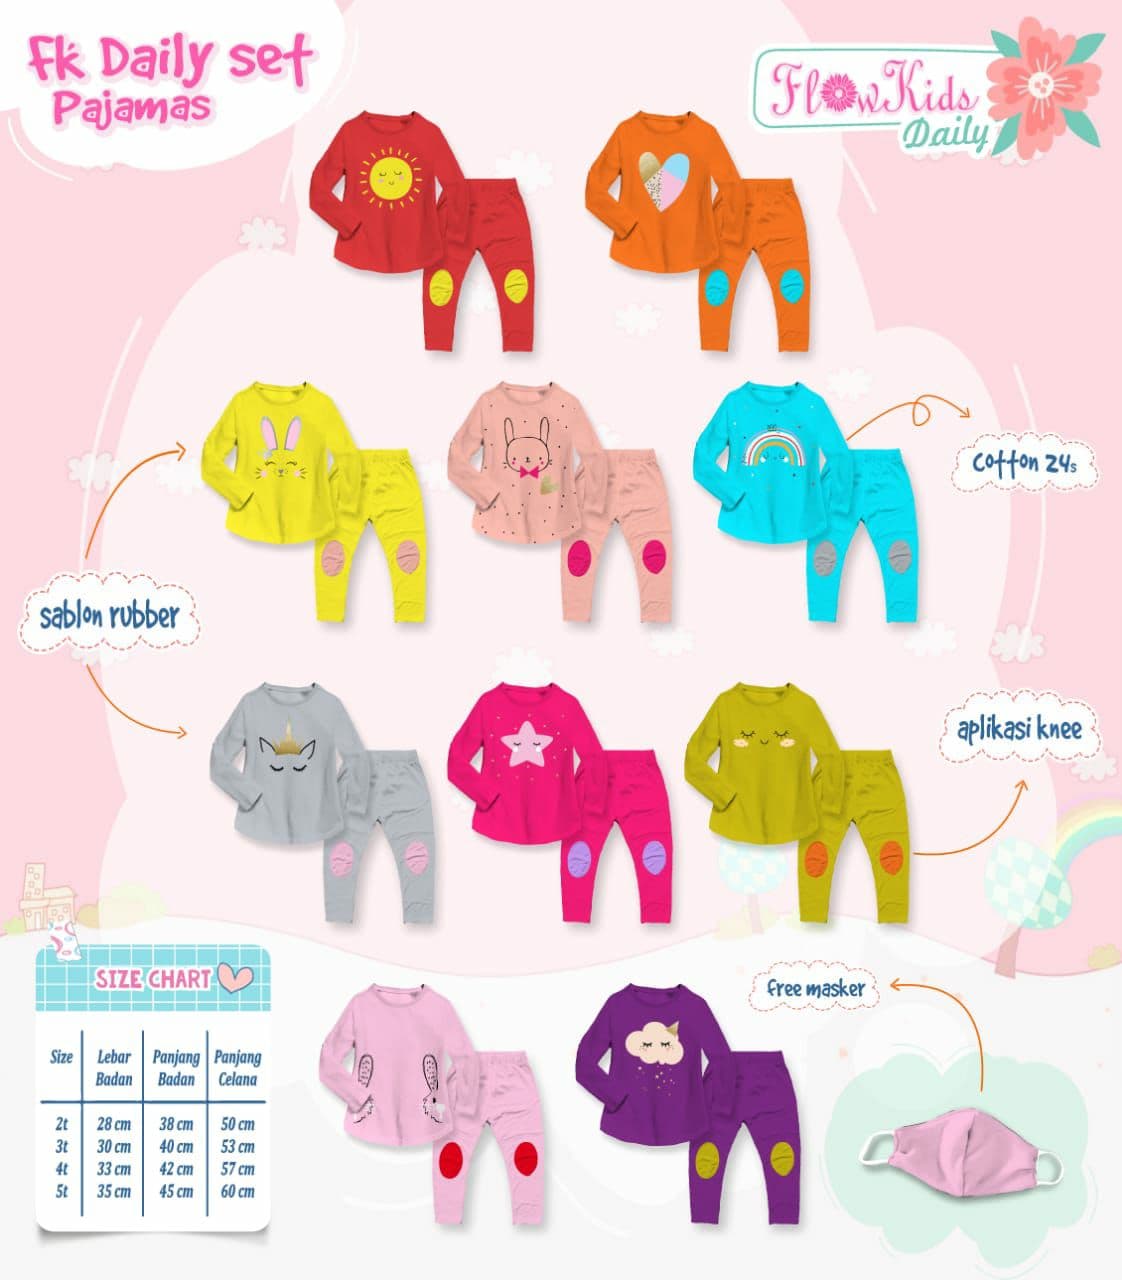 Fk Daily set
Pajamas
FlowKids
Daily
cotton 24s
sablon rubber
aplikasi knee
free masker
SIZE CHART
Size Lebar Badan Panjang Badan Panjang Celana
2t 28 cm 38 cm 50 cm
3t 30 cm 40 cm 53 cm
4t 33 cm 42 cm 57 cm
5t 35 cm 45 cm 60 cm